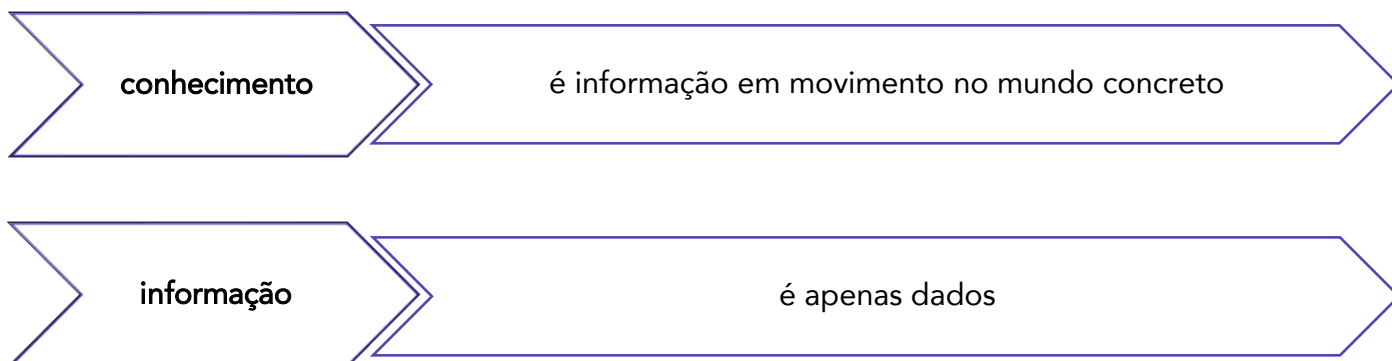 conhecimento
é informação em movimento no mundo concreto
informação
é apenas dados